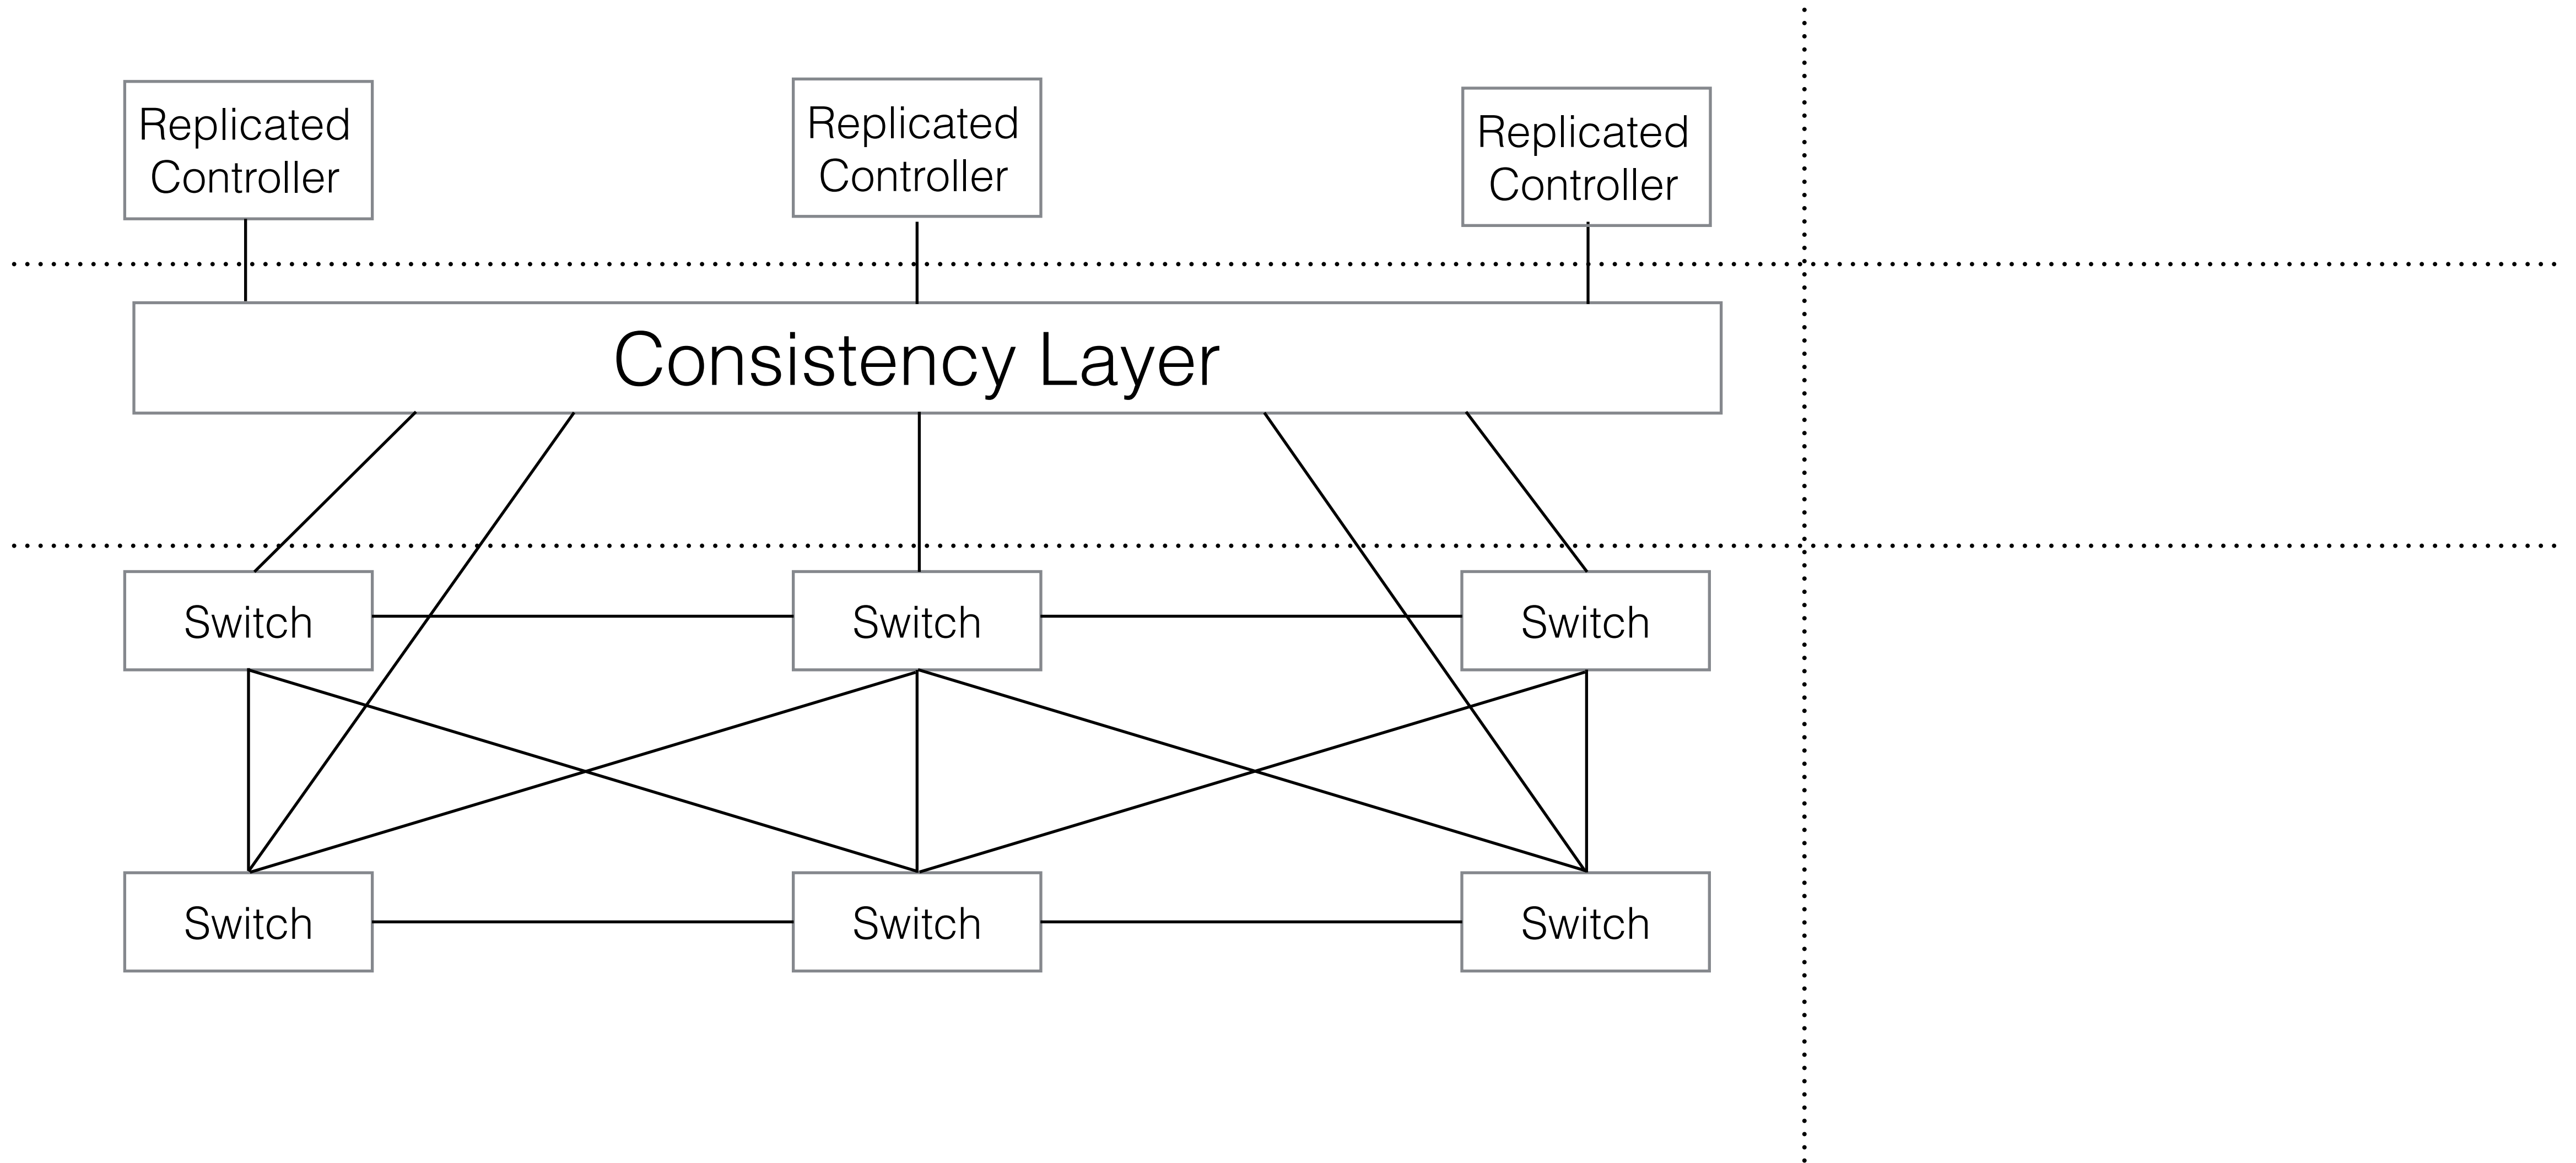 Replicated
Controller
Replicated
Controller
Replicated
Controller
Consistency Layer
Switch
Switch
Switch
Switch
Switch
Switch